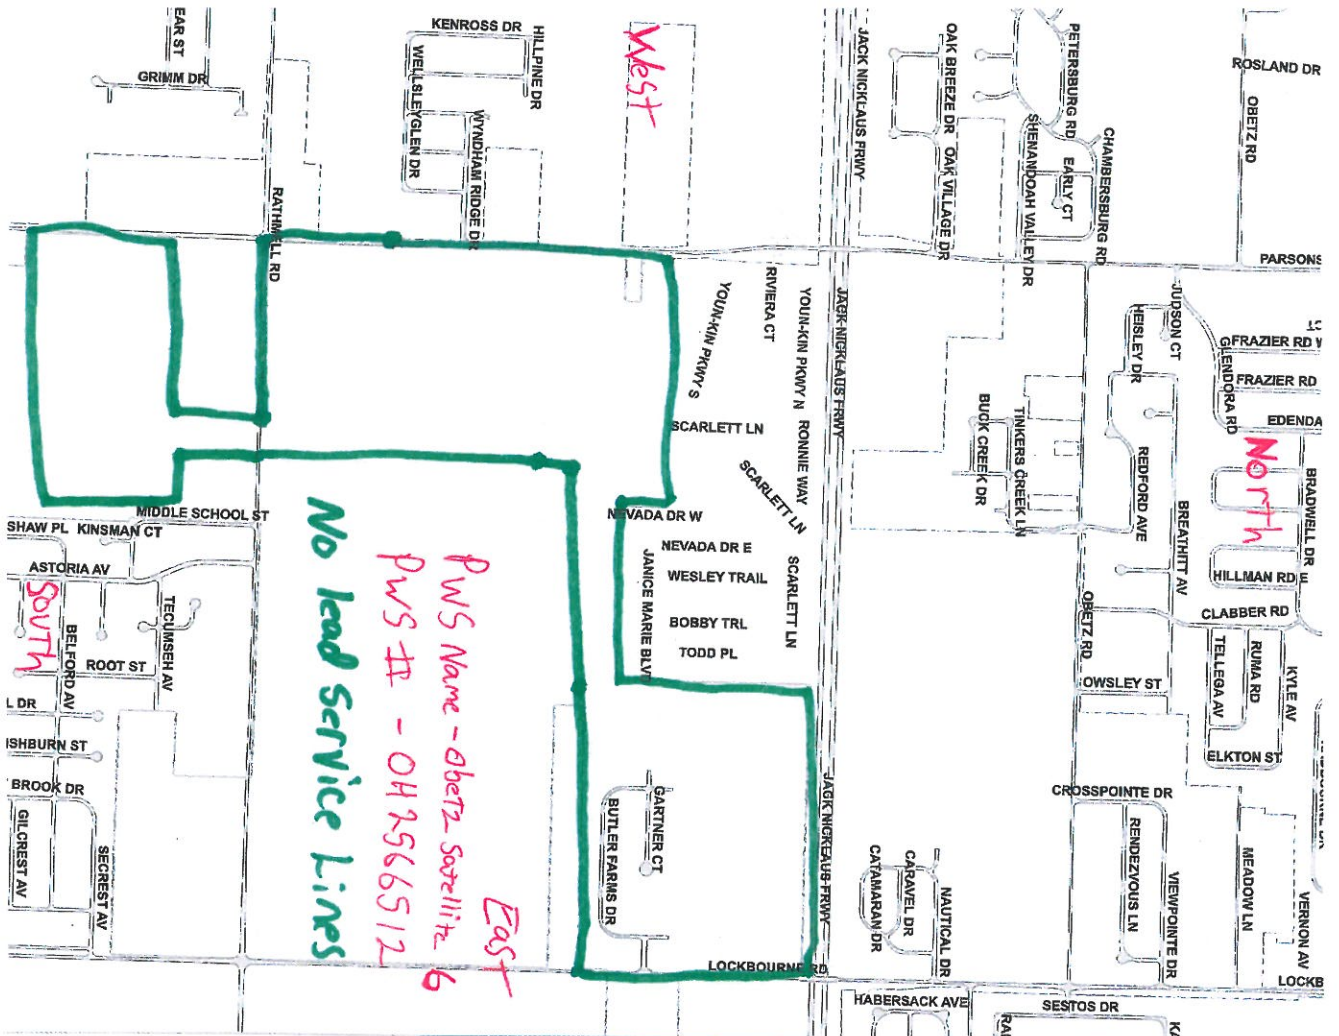 EAR ST
GRIMM DR
KENROSS DR
HILLPINE DR
WELLSLEYGLEN DR
WYNDHAM RIDGE DR
West
JACK NICKLAUS FRWY
OAK BREEZE DR
OAK VILLAGE DR
PETERSBURG RD
SHENANDOAH VALLEY DR
EARLY CT
CHAMBERSBURG RD
ROSLAND DR
OBETZ RD
PARSONS
RATHMELL RD
YOUN-KIN PKWY S
RIVIERA CT
YOUN-KIN PKWY N
RONNIE WAY
JACK NICKLAUS FRWY
SCARLETT LN
SCARLETT LN
SCARLETT LN
BUCK CREEK DR
TINKERS CREEK LN
HEISLEY DR
JUDSON CT
GLENDORA RD
FRAZIER RD W
FRAZIER RD
EDENDA
REDFORD AVE
BREATHITT AV
North
BRADWELL DR
HILLMAN RD E
CLABBER RD
NEVADA DR W
NEVADA DR E
WESLEY TRAIL
BOBBY TRL
TODD PL
JANICE MARIE BLVD
MIDDLE SCHOOL ST
SHAW PL
KINSMAN CT
ASTORIA AV
South
BELFORD AV
TECUMSEH AV
ROOT ST
L DR
ISHBURN ST
BROOK DR
GILCREST AV
SECREST AV
No lead Service Lines
PWS Name - Obetz Satellite 6
PWS ID - OH2566512
East
OBETZ RD
OWSLEY ST
TELLEGA AV
RUMA RD
KYLE AV
ELKTON ST
CROSSPOINTE DR
RENDEZVOUS LN
VIEWPOINTE DR
MEADOW LN
VERNON AV
GARTNER CT
BUTLER FARMS DR
JACK NICKLAUS FRWY
CATAMARAN DR
CARAVEL DR
NAUTICAL DR
LOCKBOURNE RD
LOCKB
HABERSACK AVE
SESTOS DR